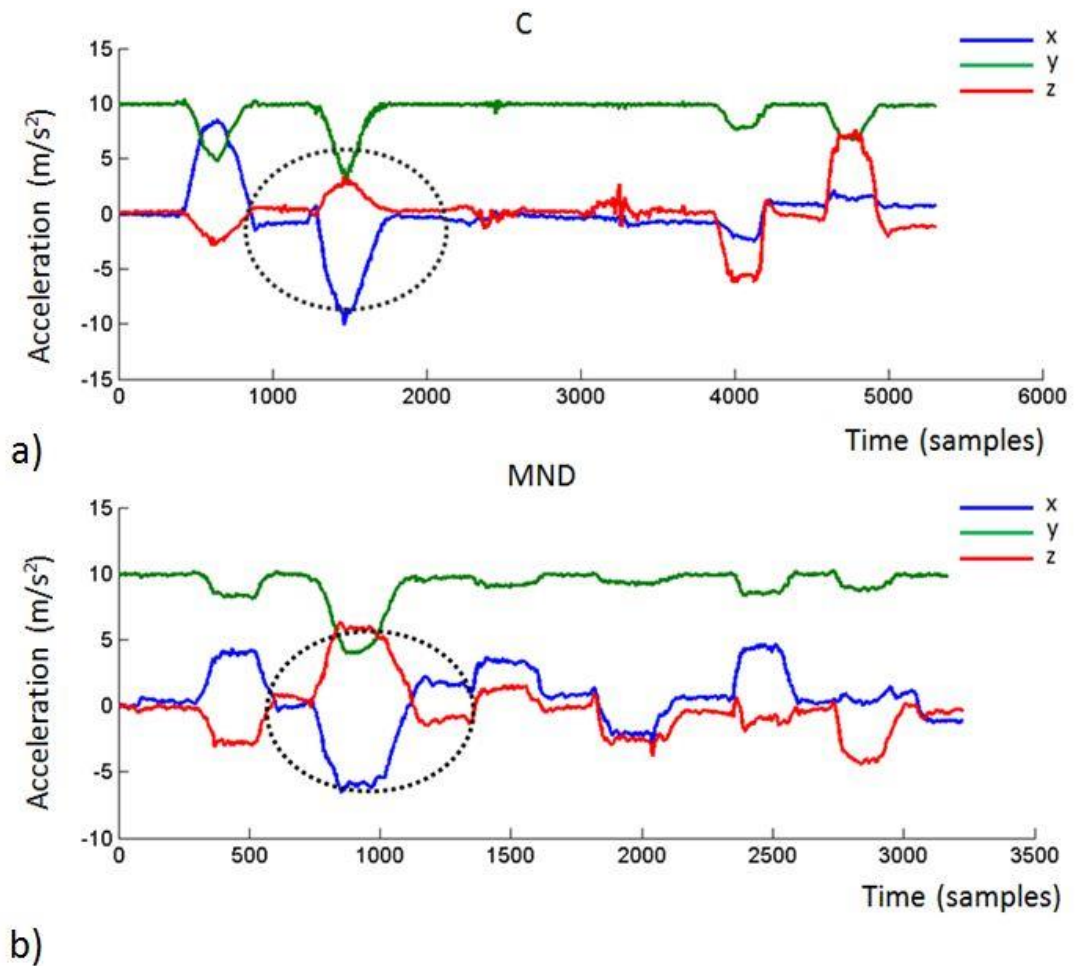 C
x
y
z
Acceleration (m/s²)
15
10
5
0
-5
-10
-15
0 1000 2000 3000 4000 5000 6000
Time (samples)
a)
MND
x
y
z
Acceleration (m/s²)
15
10
5
0
-5
-10
0 500 1000 1500 2000 2500 3000 3500
Time (samples)
b)